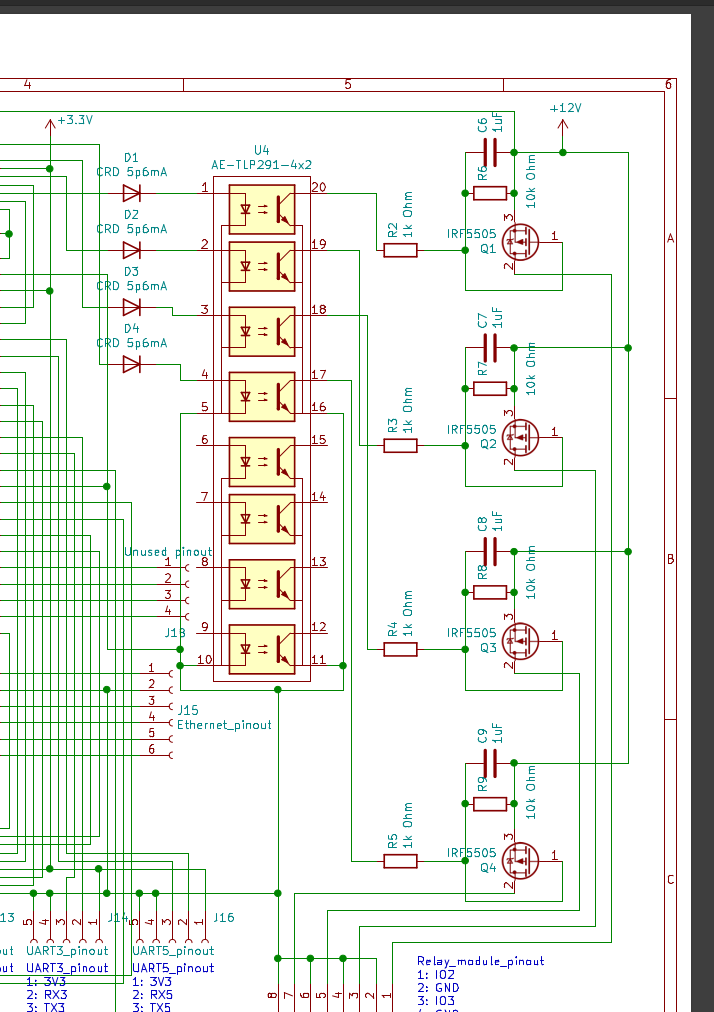 4
5
6
+3.3V
+12V
D1
CRD 5p6mA
D2
CRD 5p6mA
D3
CRD 5p6mA
D4
CRD 5p6mA
U4
AE-TLP291-4x2
1
20
2
19
3
18
4
17
5
16
6
15
7
14
8
13
9
12
10
11
R2
1k Ohm
R3
1k Ohm
R4
1k Ohm
R5
1k Ohm
C6
1uF
R6
10k Ohm
IRF5505
Q1
3
1
2
C7
1uF
R7
10k Ohm
IRF5505
Q2
3
1
2
C8
1uF
R8
10k Ohm
IRF5505
Q3
3
1
2
C9
1uF
R9
10k Ohm
IRF5505
Q4
3
1
2
A
B
C
Unused_pinout
1
2
3
4
J18
1
2
3
4
5
6
J15
Ethernet_pinout
13
5
4
3
2
1
J14
5
4
3
2
1
J16
ut
UART3_pinout
UART5_pinout
ut
UART3_pinout
1: 3V3
2: RX3
3: TX3
UART5_pinout
1: 3V3
2: RX5
3: TX5
8
7
6
5
4
3
2
1
Relay_module_pinout
1: IO2
2: GND
3: IO3